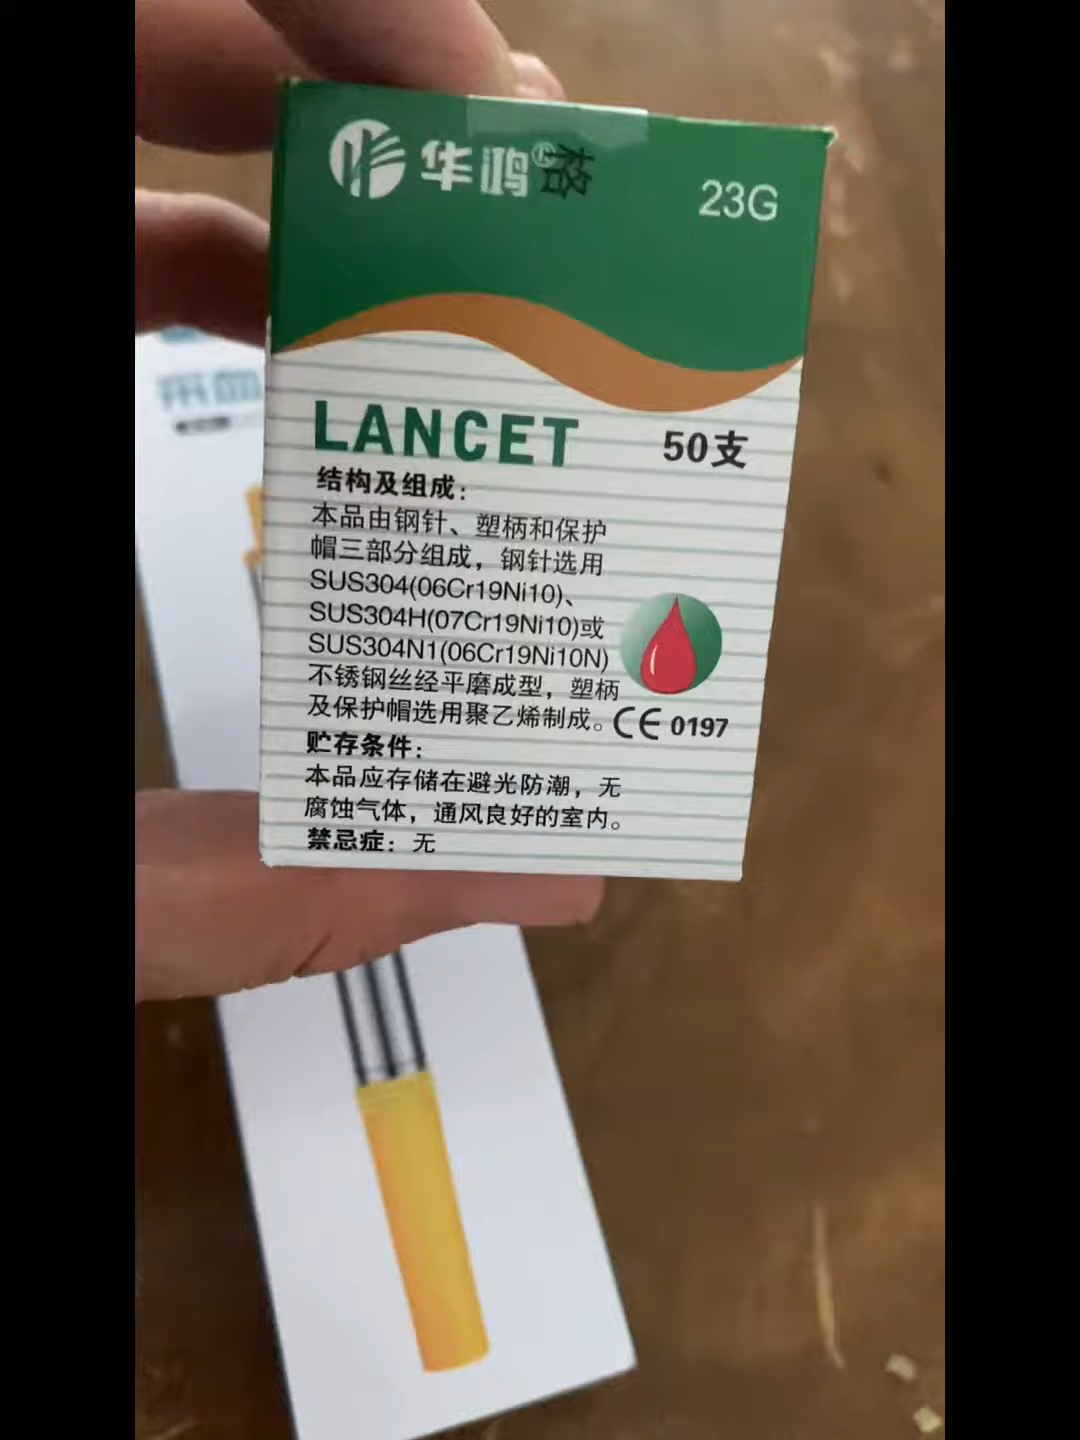 华鸿
格
23G
LANCET
50支
结构及组成：
本品由钢针、塑柄和保护
帽三部分组成，钢针选用
SUS304(06Cr19Ni10)、
SUS304H(07Cr19Ni10)或
SUS304N1(06Cr19Ni10N)
不锈钢丝经平磨成型，塑柄
及保护帽选用聚乙烯制成。
CE 0197
贮存条件：
本品应存储在避光防潮，无
腐蚀气体，通风良好的室内。
禁忌症：无
采血